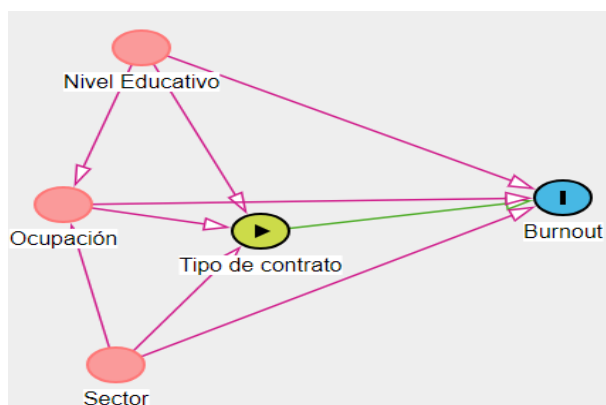 Nivel Educativo
Ocupación
Tipo de contrato
Burnout
Sector